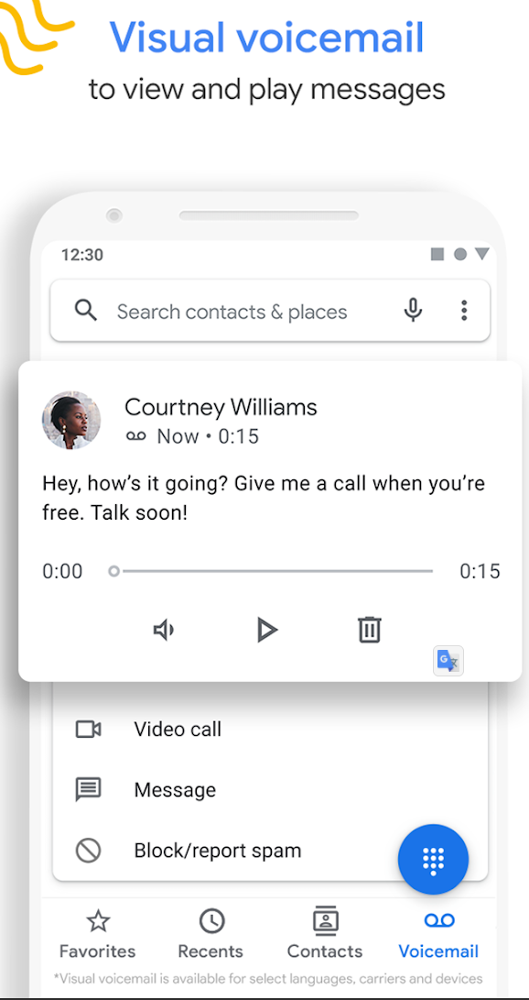 Visual voicemail
to view and play messages
12:30
Search contacts & places
Courtney Williams
Now • 0:15
Hey, how’s it going? Give me a call when you’re
free. Talk soon!
0:00 0:15
G 文
Video call
Message
Block/report spam
Favorites Recents Contacts Voicemail
*Visual voicemail is available for select languages, carriers and devices